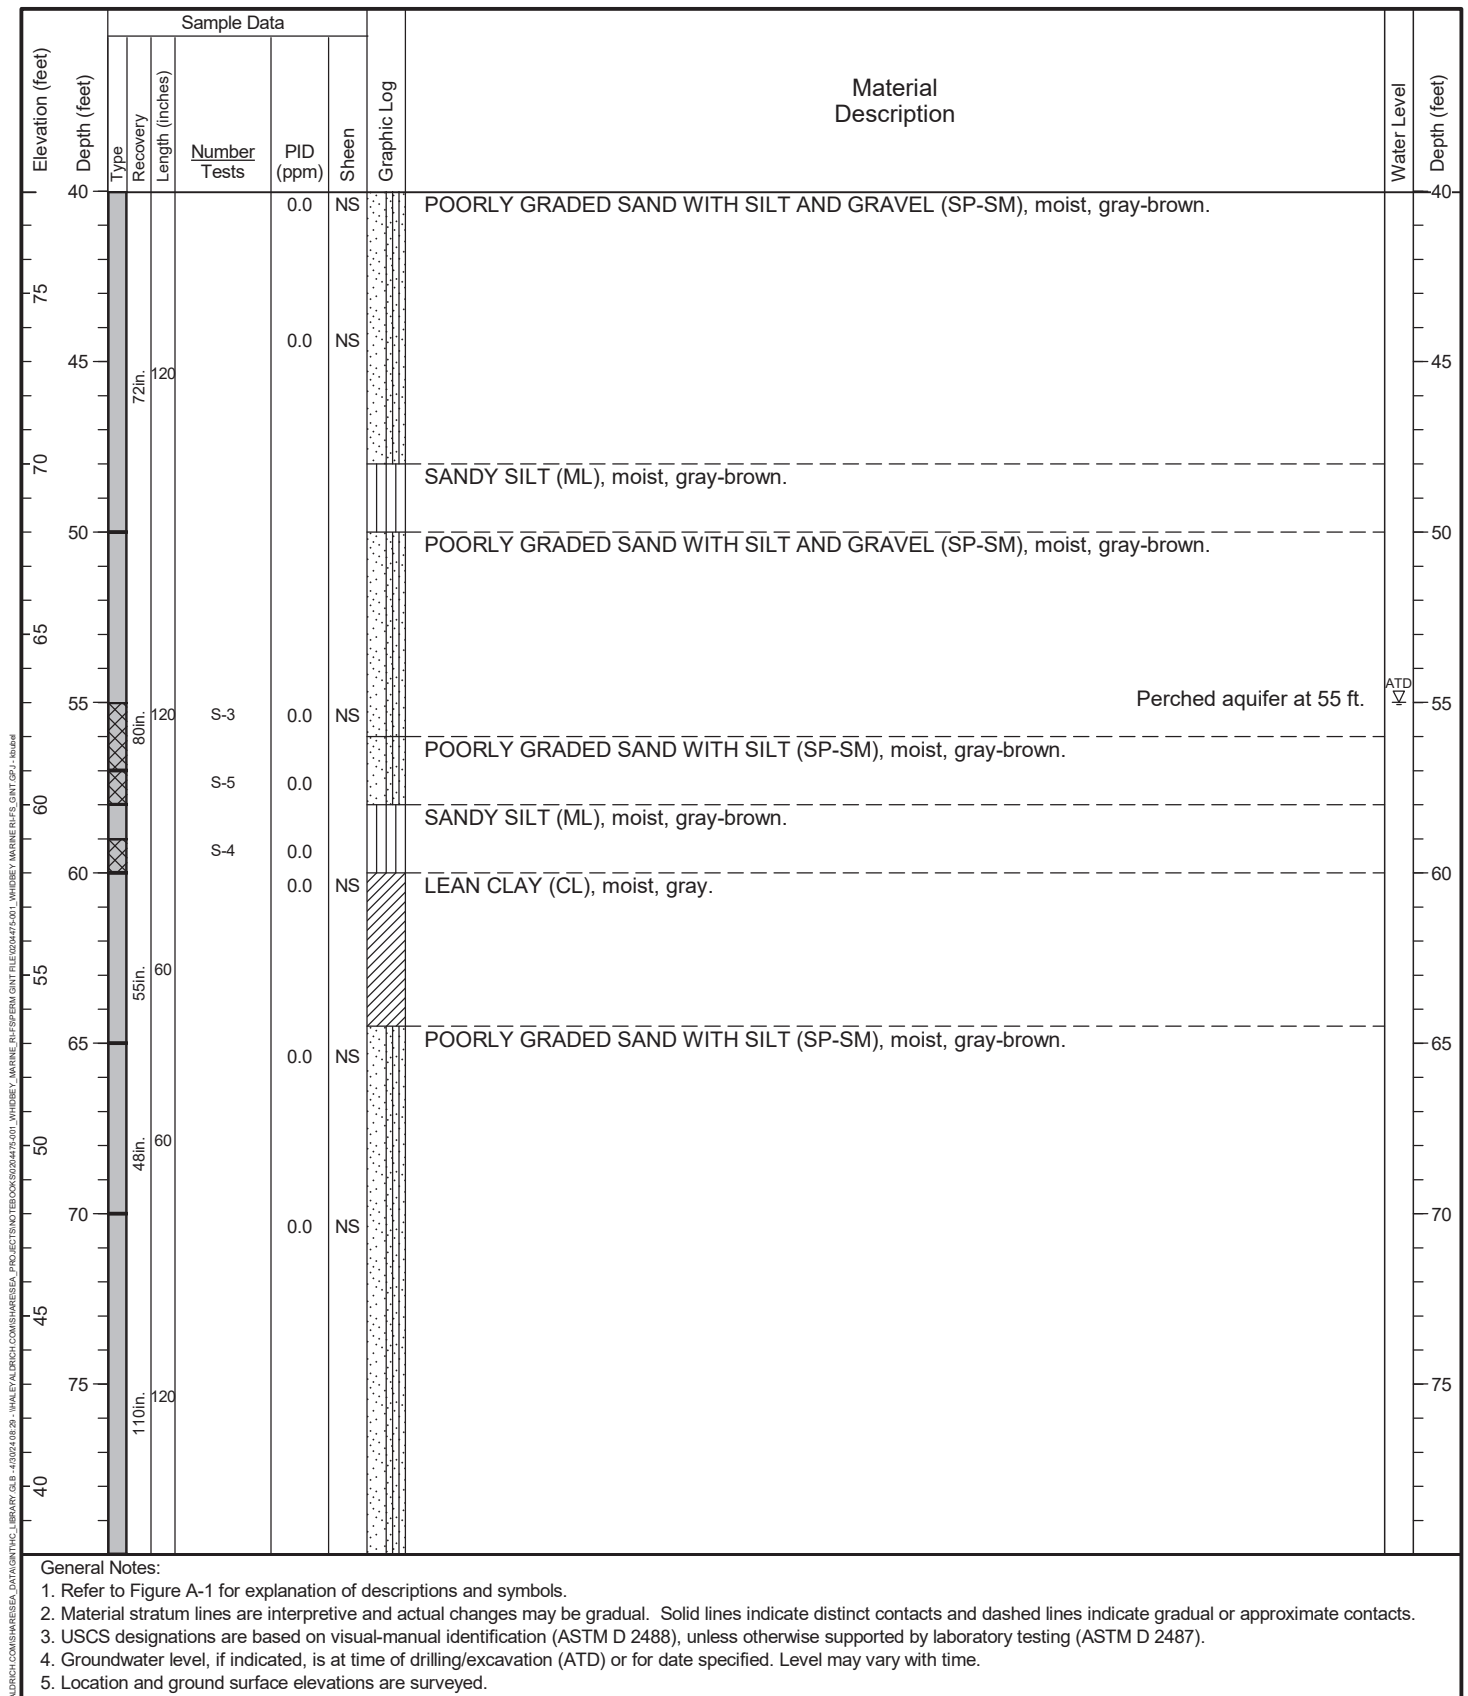 Sample Data
Elevation (feet)
Depth (feet)
Type
Recovery
Length (inches)
Number
Tests
PID
(ppm)
Sheen
Graphic Log
Material
Description
Water Level
Depth (feet)
40 0.0 NS POORLY GRADED SAND WITH SILT AND GRAVEL (SP-SM), moist, gray-brown. 40
75
0.0 NS
45 45
72in. 120
70
SANDY SILT (ML), moist, gray-brown.
50 50
POORLY GRADED SAND WITH SILT AND GRAVEL (SP-SM), moist, gray-brown.
65
ATD
55 Perched aquifer at 55 ft. 55
80in. 120 S-3 0.0 NS
POORLY GRADED SAND WITH SILT (SP-SM), moist, gray-brown.
S-5 0.0
60
SANDY SILT (ML), moist, gray-brown.
S-4 0.0
60 60
0.0 NS LEAN CLAY (CL), moist, gray.
55
55in. 60
65 POORLY GRADED SAND WITH SILT (SP-SM), moist, gray-brown. 65
0.0 NS
50
48in. 60
70 70
0.0 NS
45
75 75
110in. 120
40
General Notes:
1. Refer to Figure A-1 for explanation of descriptions and symbols.
2. Material stratum lines are interpretive and actual changes may be gradual. Solid lines indicate distinct contacts and dashed lines indicate gradual or approximate contacts.
3. USCS designations are based on visual-manual identification (ASTM D 2488), unless otherwise supported by laboratory testing (ASTM D 2487).
4. Groundwater level, if indicated, is at time of drilling/excavation (ATD) or for date specified. Level may vary with time.
5. Location and ground surface elevations are surveyed.